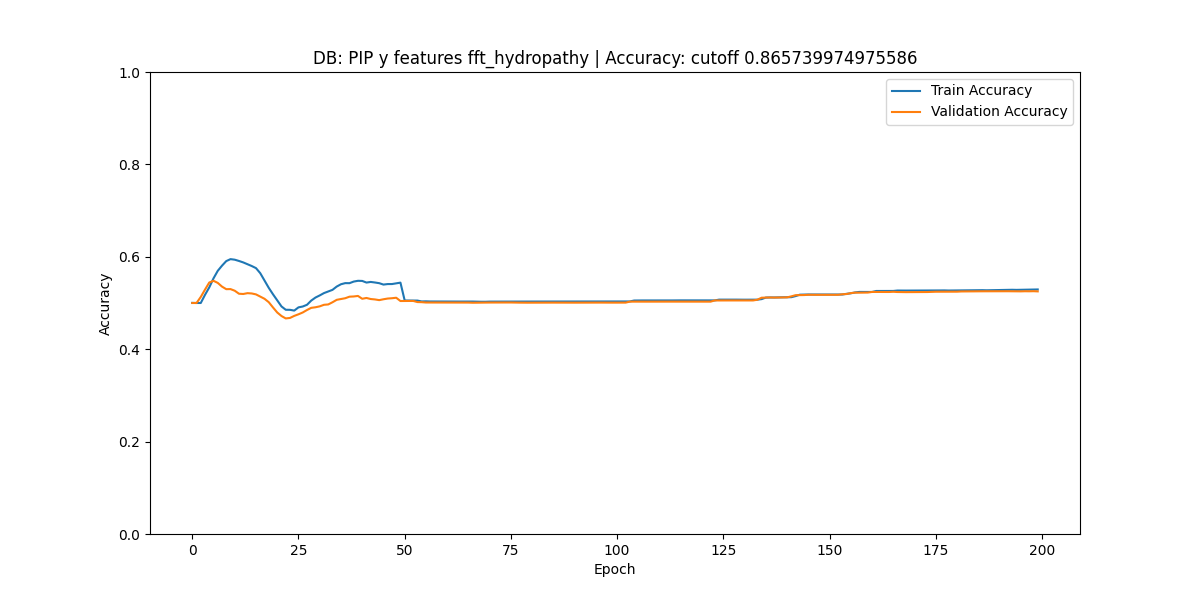 DB: PIP y features fft_hydropathy | Accuracy: cutoff 0.865739974975586
Train Accuracy
Validation Accuracy
Accuracy
1.0
0.8
0.6
0.4
0.2
0.0
0 25 50 75 100 125 150 175 200
Epoch